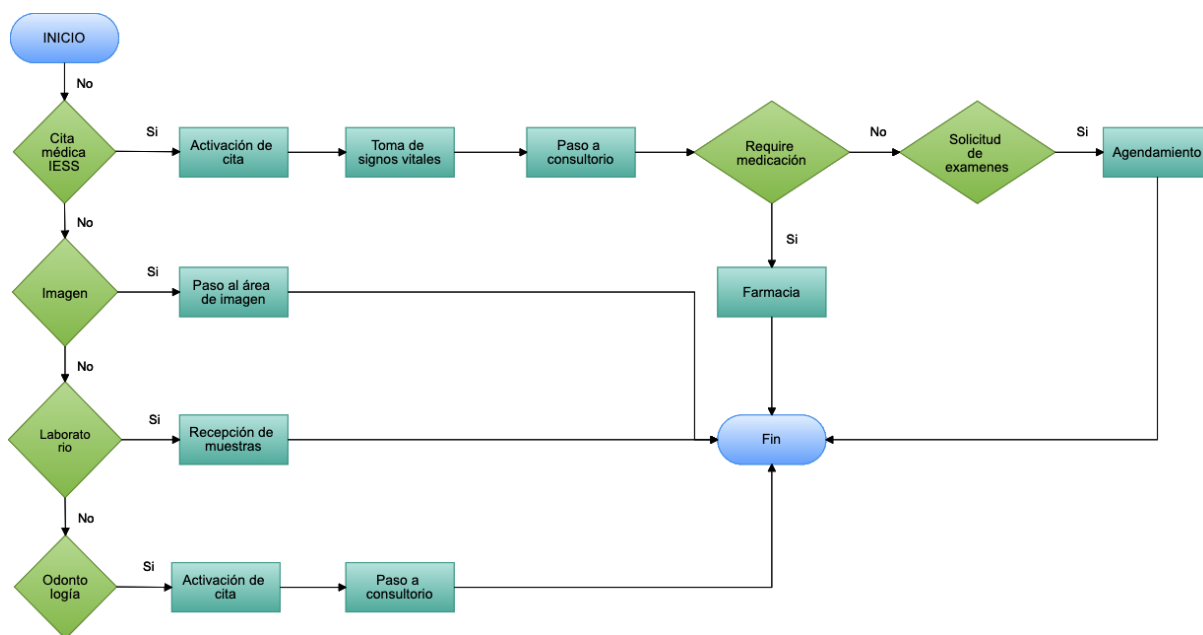 INICIO
No
Cita
médica
IESS
Si
Activación de
cita
Toma de
signos vitales
Paso a
consultorio
Require
medicación
No
Solicitud
de
examenes
Si
Agendamiento
No
Si
Imagen
Si
Paso al área
de imagen
Farmacia
No
Laborato
rio
Si
Recepción de
muestras
Fin
No
Odonto
logía
Si
Activación de
cita
Paso a
consultorio